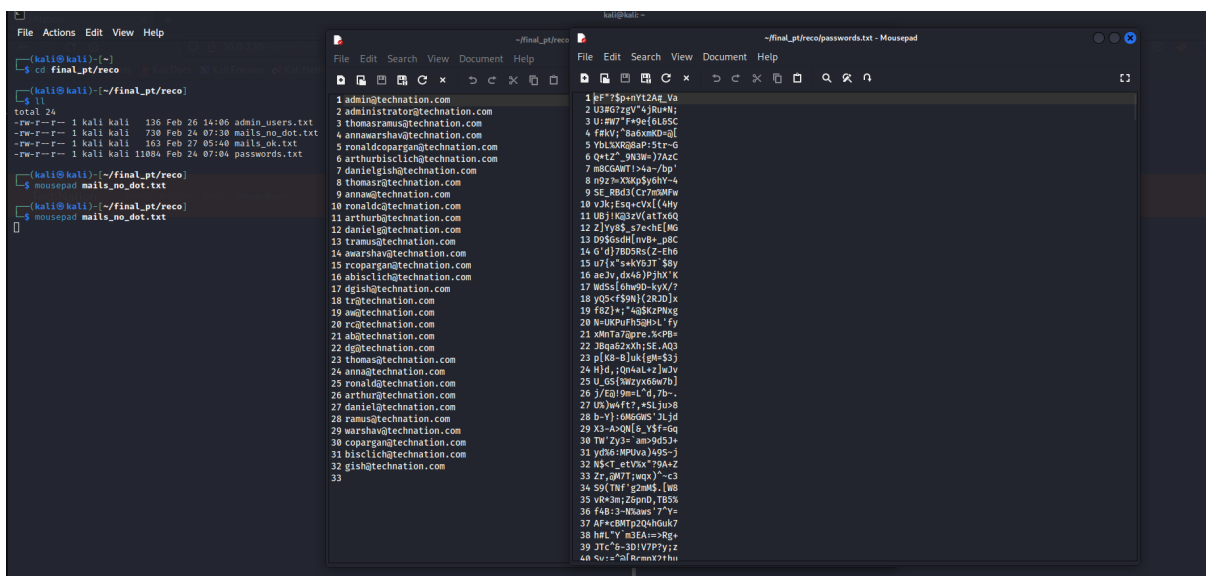 kali@kali: ~
File Actions Edit View Help
(kali㉿kali)-[~]
$ cd final_pt/reco
(kali㉿kali)-[~/final_pt/reco]
$ ll
total 24
-rw-r--r-- 1 kali kali 136 Feb 26 14:06 admin_users.txt
-rw-r--r-- 1 kali kali 730 Feb 24 07:30 mails_no_dot.txt
-rw-r--r-- 1 kali kali 163 Feb 27 05:40 mails_ok.txt
-rw-r--r-- 1 kali kali 11084 Feb 24 07:04 passwords.txt
(kali㉿kali)-[~/final_pt/reco]
$ mousepad mails_no_dot.txt
(kali㉿kali)-[~/final_pt/reco]
$ mousepad mails_no_dot.txt
~/final_pt/reco
File Edit Search View Document Help
1 admin@technation.com
2 administrator@technation.com
3 thomasramus@technation.com
4 annawarshav@technation.com
5 ronaldcopargan@technation.com
6 arthurbisclich@technation.com
7 danielgish@technation.com
8 thomasr@technation.com
9 annaw@technation.com
10 ronaldc@technation.com
11 arthurb@technation.com
12 danielg@technation.com
13 tramus@technation.com
14 awarshav@technation.com
15 rcopargan@technation.com
16 abisclich@technation.com
17 dgish@technation.com
18 tr@technation.com
19 aw@technation.com
20 rc@technation.com
21 ab@technation.com
22 dg@technation.com
23 thomas@technation.com
24 anna@technation.com
25 ronald@technation.com
26 arthur@technation.com
27 daniel@technation.com
28 ramus@technation.com
29 warshav@technation.com
30 copargan@technation.com
31 bisclich@technation.com
32 gish@technation.com
33
~/final_pt/reco/passwords.txt - Mousepad
File Edit Search View Document Help
1 eF"?$p+nYt2A#_Va
2 U3#G?zgV"4jRu*N;
3 U:#W7"F+9e{6L&SC
4 f#kV;^8a6xmKD=@[
5 YbL%XR@8aP:5tr~G
6 Q*tZ^_9N3W=)7AzC
7 m8CGAWT!>4a~/bp'
8 n9z?=X%Kp$y6hY-4
9 SE_RBd3(Cr7m%MFw
10 vJk;Esq+cVx[(4Hy
11 UBj!K@3zV(atTx6Q
12 Z]Yy8$_s7e<hE[MG
13 D9$GsdH[nvB+_p8C
14 G'd}7BD5Rs(Z-Eh6
15 u7{x"s*kY&JT`$8y
16 aeJv,dx4&)PjhX'K
17 WdSs[6hw9D-kyX/?
18 yQ5<f$9N}(2RJD]x
19 f8Z}*;"4@$KzPNxg
20 N=UKPuFh5@H>L'fy
21 xMnTa7@pre.%<PB=
22 JBqa&2xXh;SE.AQ3
23 p[K8-B]uk{gM=$3j
24 H}d,;Qn4aL+z]wJv
25 U_GS{%Wzyx6&w7b]
26 j/E@!9m=L^d,7b~.
27 U%)w4ft?,*SLju>8
28 b-Y}:6M&GWS'JLjd
29 X3-A>QN[&_Y$f=Gq
30 TW'Zy3=`am>9d5J+
31 yd%6:MPUva)49S~j
32 N$<T_etV%x"?9A+Z
33 Zr,@M7T;wqx)^~c3
34 S9(TNf'g2mM$.[W8
35 vR*3m;Z&pnD,TB5%
36 f4B:3~N%aws'7^Y=
37 AF*cBMTp2Q4hGuk7
38 h#L"Y`m3EA:=>Rg+
39 JTc^&-3D!V7P?y;z
40